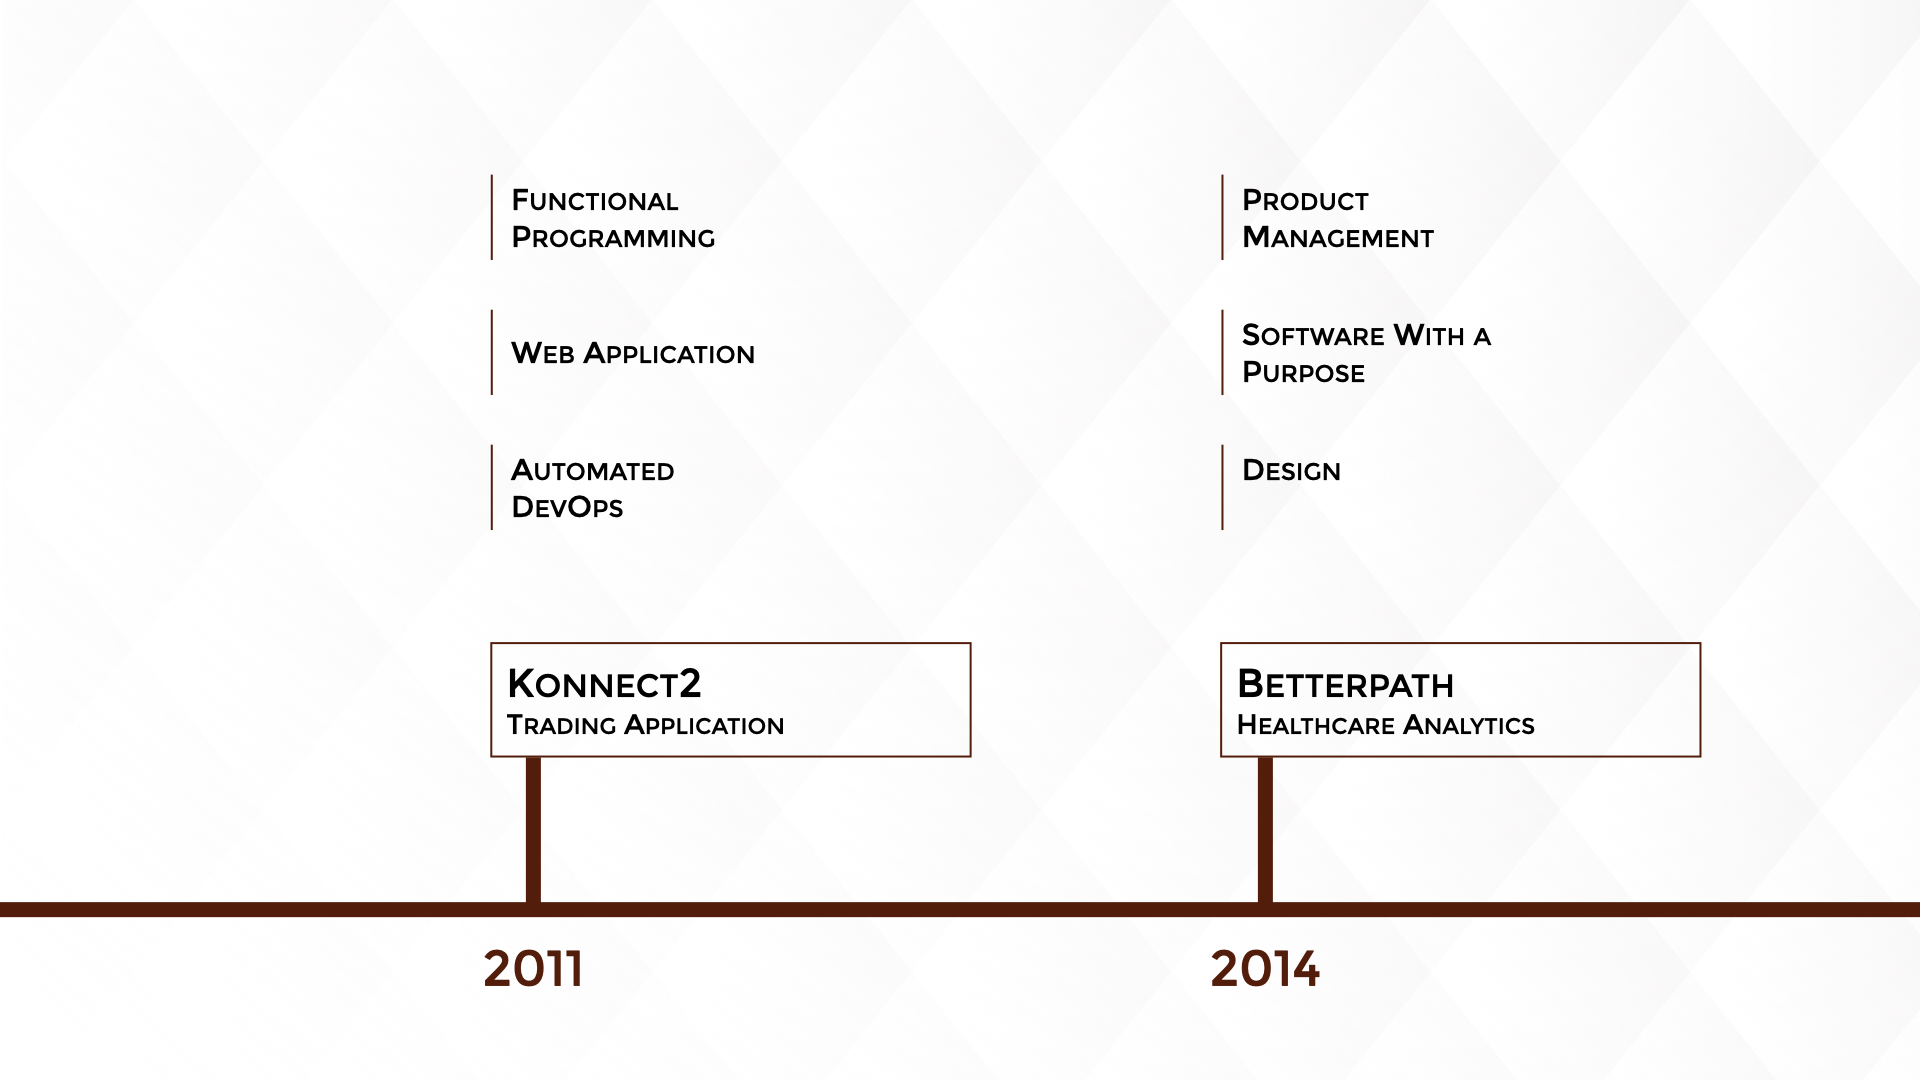 Functional
Programming
Web Application
Automated
DevOps
Konnect2
Trading Application
2011
Product
Management
Software With a
Purpose
Design
Betterpath
Healthcare Analytics
2014